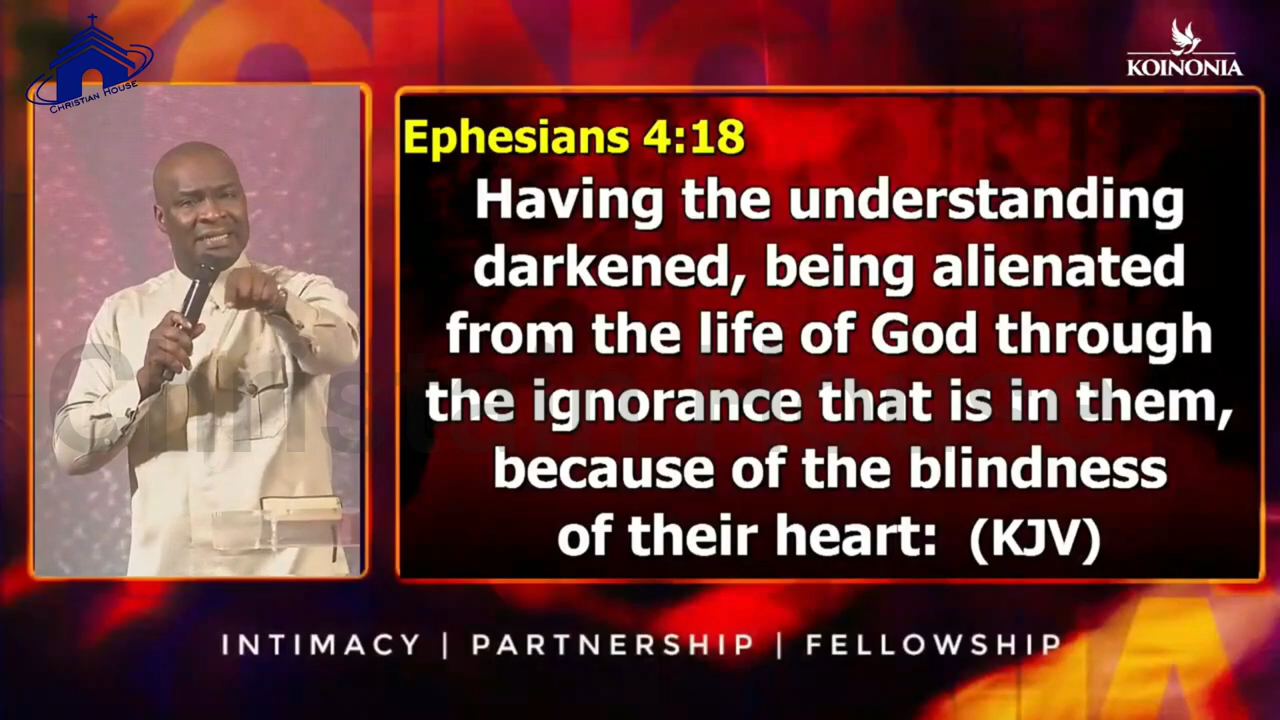 CHRISTIAN HOUSE
KOINONIA
Ephesians 4:18
Having the understanding
darkened, being alienated
from the life of God through
the ignorance that is in them,
because of the blindness
of their heart: (KJV)
INTIMACY | PARTNERSHIP | FELLOWSHIP